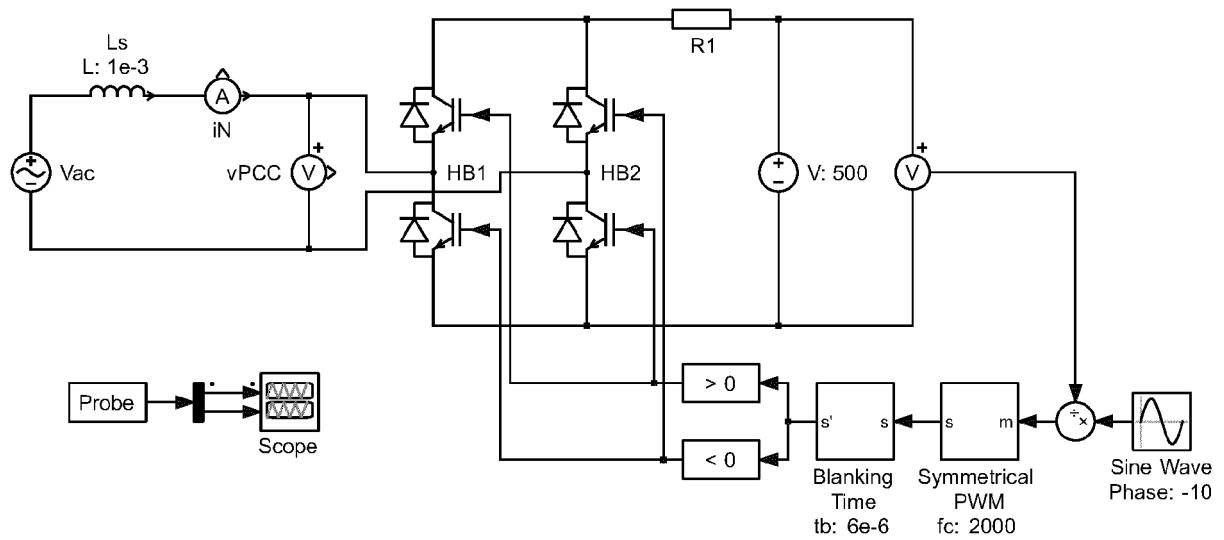 Ls
L: 1e-3
A
iN
R1
Vac
vPCC
V
HB1
HB2
V: 500
V
> 0
< 0
Probe
Scope
s'
s
s
m
÷
×
Blanking
Time
tb: 6e-6
Symmetrical
PWM
fc: 2000
Sine Wave
Phase: -10